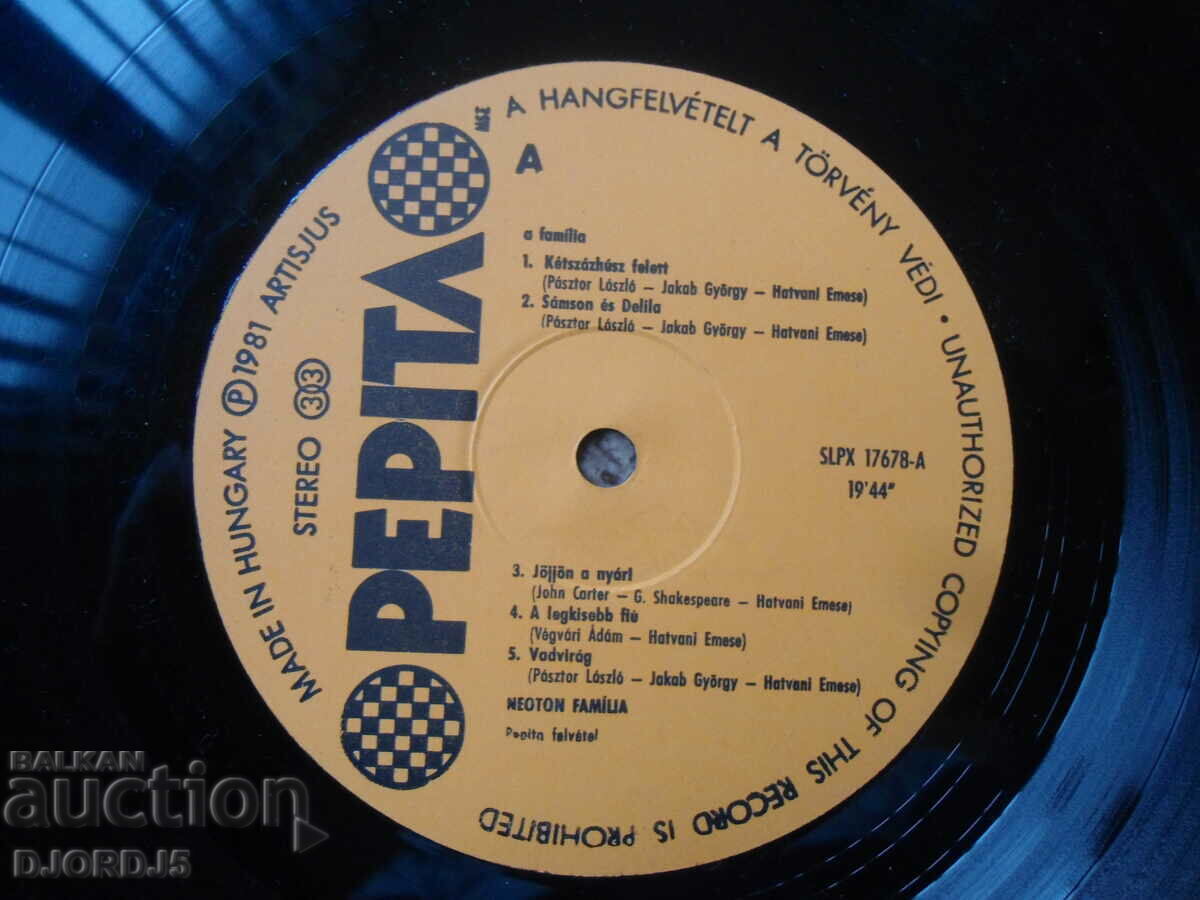 A HANGFELVÉTELT A TÖRVÉNY VÉDI • UNAUTHORIZED COPYING OF THIS RECORD IS PROHIBITED
MADE IN HUNGARY Ⓟ 1981 ARTISJUS
STEREO 33
PEPITA
MSZ
A
a família
1. Kétszázhúsz felett
(Pásztor László – Jakab György – Hatvani Emese)
2. Sámson és Delila
(Pásztor László – Jakab György – Hatvani Emese)
SLPX 17678-A
19'44"
3. Jöjjön a nyár!
(John Carter – G. Shakespeare – Hatvani Emese)
4. A legkisebb fiú
(Végvári Ádám – Hatvani Emese)
5. Vadvirág
(Pásztor László – Jakab György – Hatvani Emese)
NEOTON FAMÍLIA
Pepita felvétel
BALKAN
auction
DJORDJ5